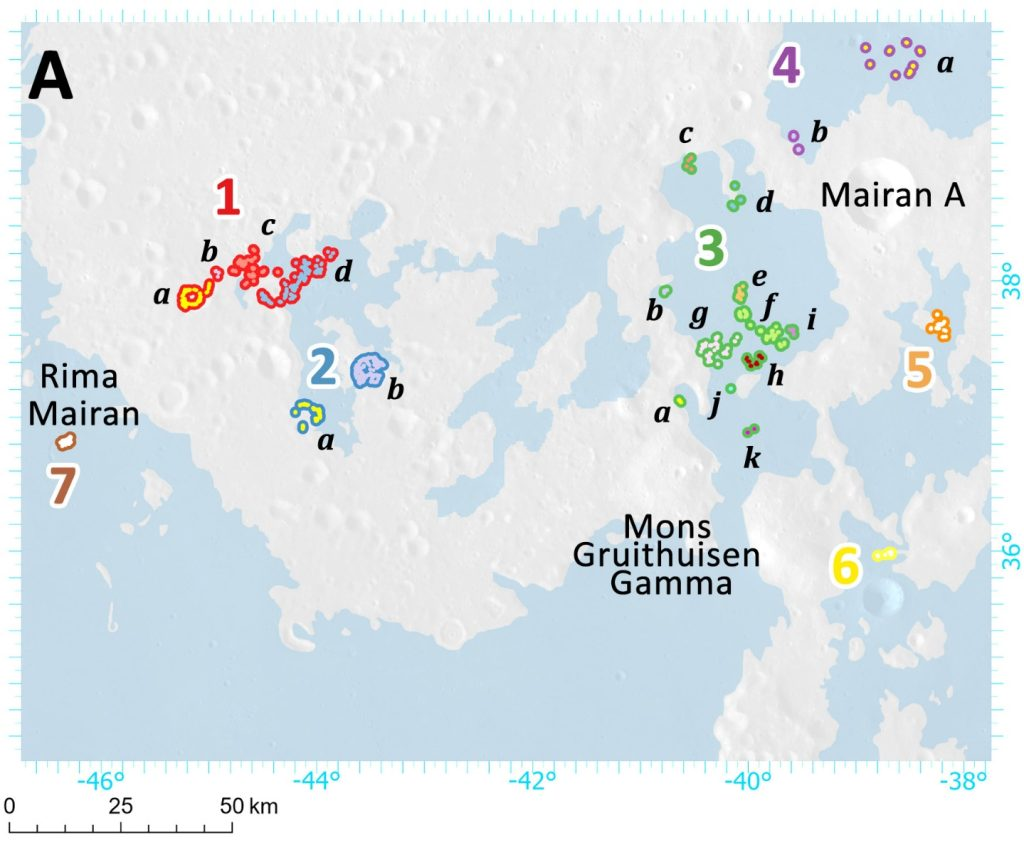 A
4
a
b
c
Mairan A
1
c
d
b
3
a
d
38°
e
b
g
f
i
2
5
Rima
Mairan
b
h
a
j
a
k
7
Mons
Gruithuisen
Gamma
6
36°
-46°
-44°
-42°
-40°
-38°
0
25
50 km